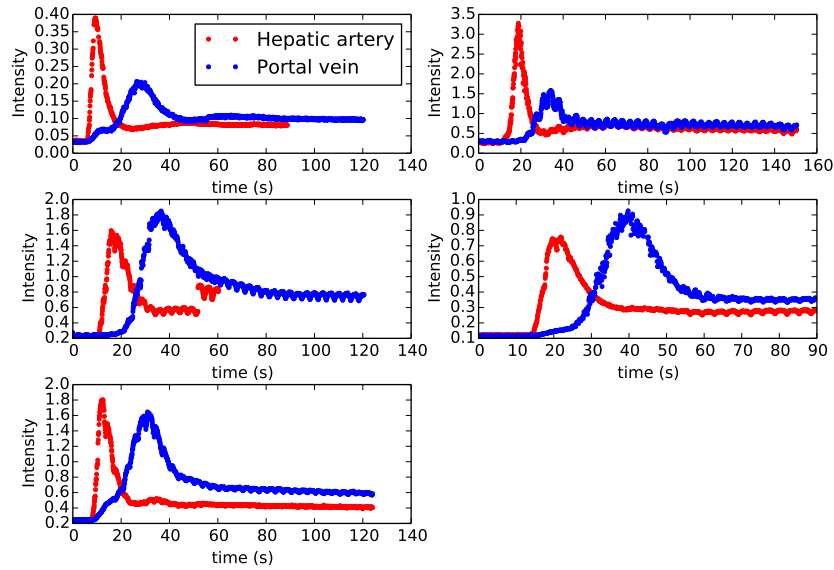 0.40
0.35
0.30
0.25
0.20
0.15
0.10
0.05
0.00
Intensity
Hepatic artery
Portal vein
0 20 40 60 80 100 120 140
time (s)
3.5
3.0
2.5
2.0
1.5
1.0
0.5
0.0
Intensity
0 20 40 60 80 100 120 140 160
time (s)
2.0
1.8
1.6
1.4
1.2
1.0
0.8
0.6
0.4
0.2
Intensity
0 20 40 60 80 100 120 140
time (s)
1.0
0.9
0.8
0.7
0.6
0.5
0.4
0.3
0.2
0.1
Intensity
0 10 20 30 40 50 60 70 80 90
time (s)
2.0
1.8
1.6
1.4
1.2
1.0
0.8
0.6
0.4
0.2
Intensity
0 20 40 60 80 100 120 140
time (s)